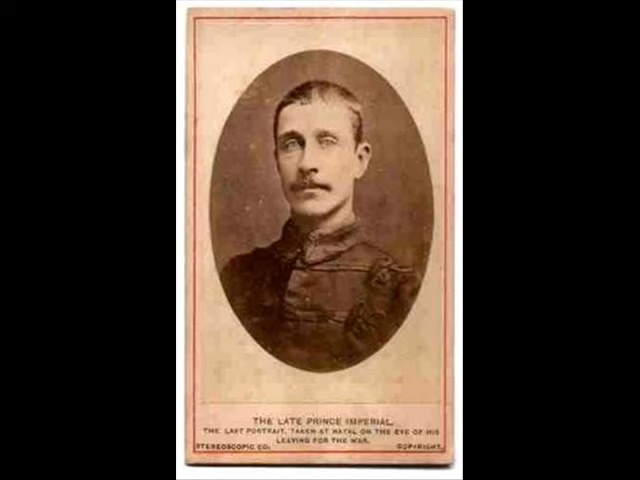 THE LATE PRINCE IMPERIAL.
THE LAST PORTRAIT, TAKEN AT NATAL ON THE EVE OF HIS
LEAVING FOR THE WAR.
STEREOSCOPIC CO. COPYRIGHT.